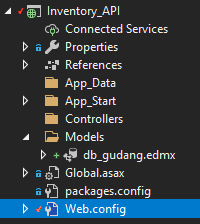 Inventory_API
Connected Services
Properties
References
App_Data
App_Start
Controllers
Models
db_gudang.edmx
Global.asax
packages.config
Web.config